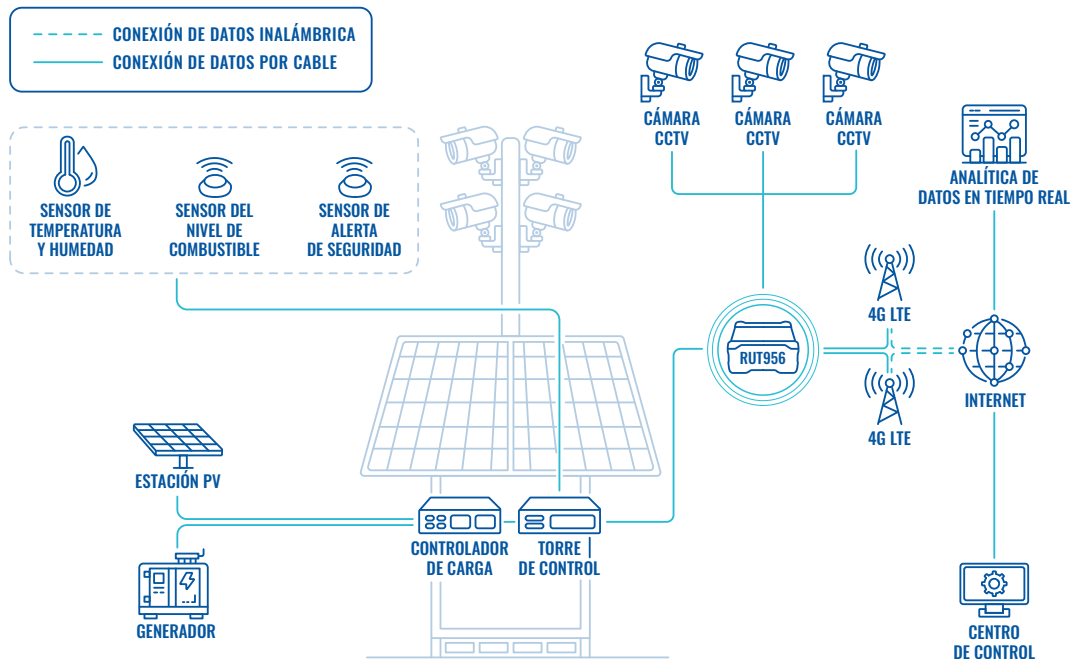 CONEXIÓN DE DATOS INALÁMBRICA
CONEXIÓN DE DATOS POR CABLE
CÁMARA
CCTV
CÁMARA
CCTV
CÁMARA
CCTV
ANALÍTICA DE
DATOS EN TIEMPO REAL
SENSOR DE
TEMPERATURA
Y HUMEDAD
SENSOR DEL
NIVEL DE
COMBUSTIBLE
SENSOR DE
ALERTA
DE SEGURIDAD
4G LTE
RUT956
INTERNET
4G LTE
ESTACIÓN PV
CONTROLADOR
DE CARGA
TORRE
DE CONTROL
GENERADOR
CENTRO
DE CONTROL